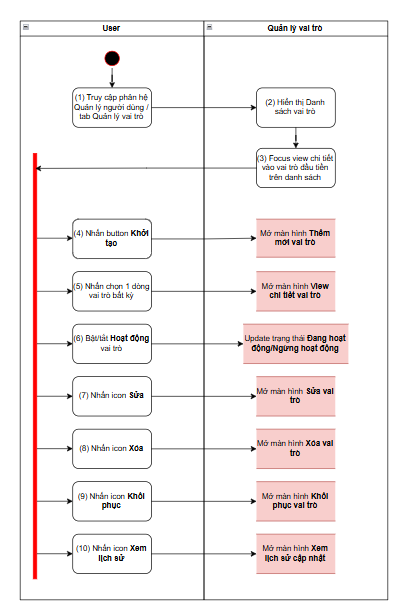 User
Quản lý vai trò
(1) Truy cập phân hệ
Quản lý người dùng /
tab Quản lý vai trò
(2) Hiển thị Danh
sách vai trò
(3) Focus view chi tiết
vào vai trò đầu tiên
trên danh sách
(4) Nhấn button Khởi
tạo
Mở màn hình Thêm
mới vai trò
(5) Nhấn chọn 1 dòng
vai trò bất kỳ
Mở màn hình View
chi tiết vai trò
(6) Bật/tắt Hoạt động
vai trò
Update trạng thái Đang hoạt
động/Ngừng hoạt động
(7) Nhấn icon Sửa
Mở màn hình Sửa vai
trò
(8) Nhấn icon Xóa
Mở màn hình Xóa vai
trò
(9) Nhấn icon Khôi
phục
Mở màn hình Khôi
phục vai trò
(10) Nhấn icon Xem
lịch sử
Mở màn hình Xem
lịch sử cập nhật